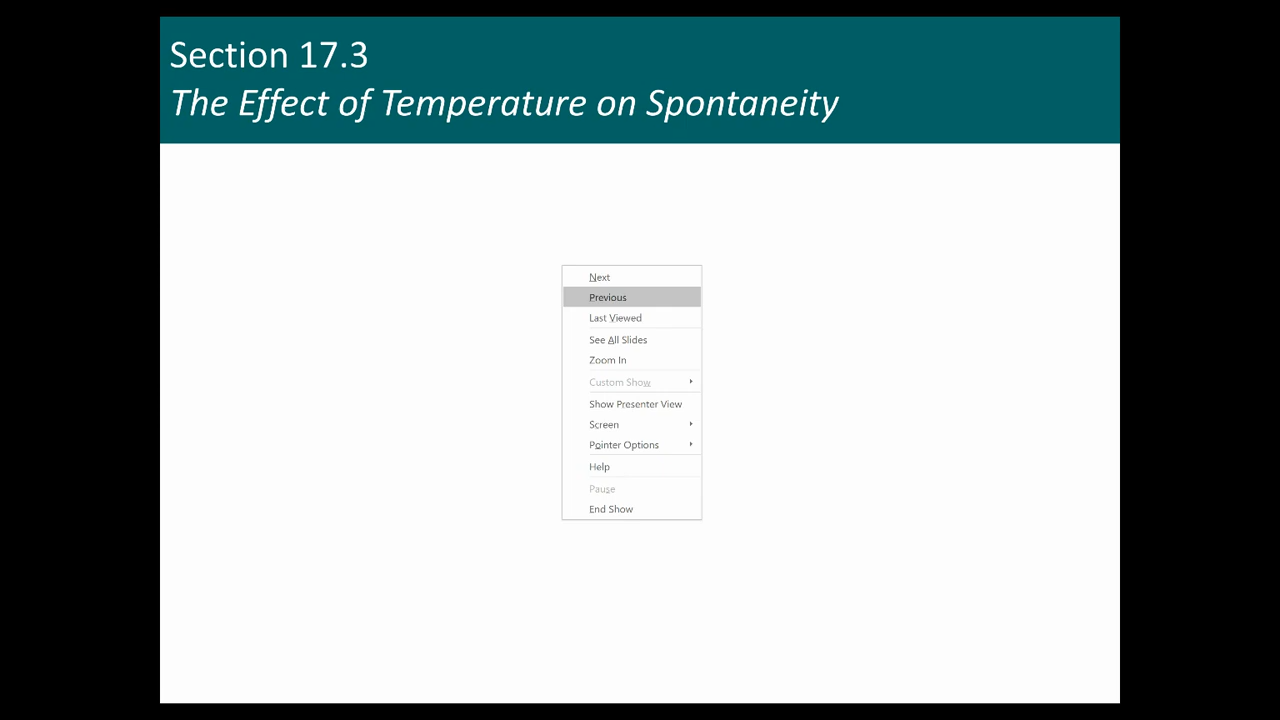 Section 17.3
The Effect of Temperature on Spontaneity
Next
Previous
Last Viewed
See All Slides
Zoom In
Custom Show
Show Presenter View
Screen
Pointer Options
Help
Pause
End Show